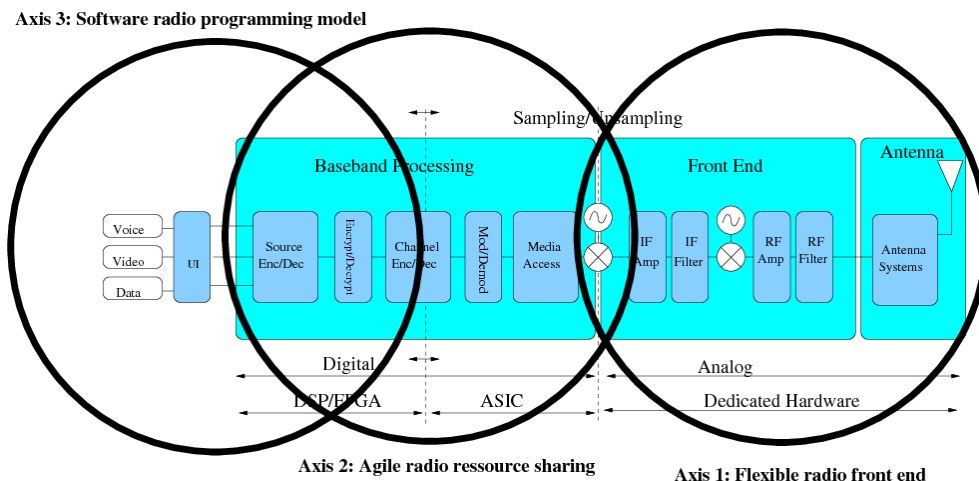 Axis 3: Software radio programming model
Sampling/Upsampling
Baseband Processing
Front End
Antenna
Voice
Video
Data
UI
Source
Enc/Dec
Encrypt/Decrypt
Channel
Enc/Dec
Mod/Demod
Media
Access
IF
Amp
IF
Filter
RF
Amp
RF
Filter
Antenna
Systems
Digital
Analog
DSP/FPGA
ASIC
Dedicated Hardware
Axis 2: Agile radio ressource sharing
Axis 1: Flexible radio front end